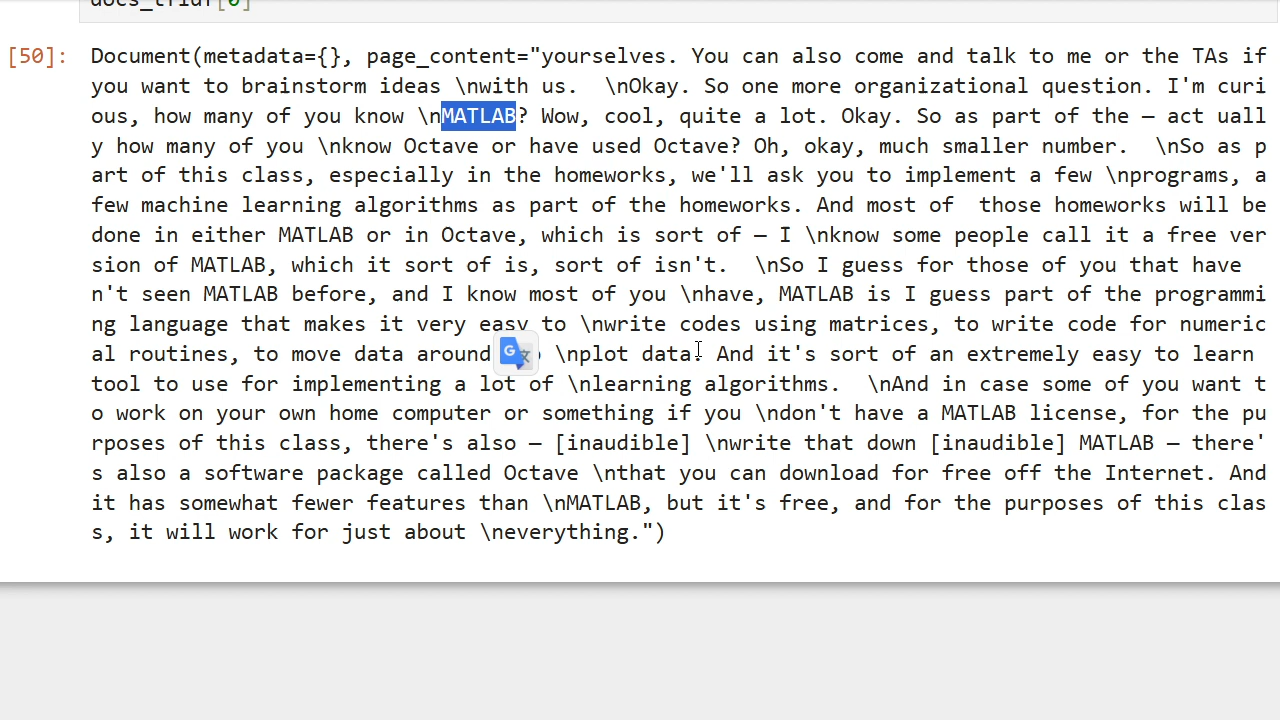 docs_tfidf[0]
[50]: Document(metadata={}, page_content="yourselves. You can also come and talk to me or the TAs if
you want to brainstorm ideas \nwith us.  \nOkay. So one more organizational question. I'm curi
ous, how many of you know \nMATLAB? Wow, cool, quite a lot. Okay. So as part of the — act uall
y how many of you \nknow Octave or have used Octave? Oh, okay, much smaller number.  \nSo as p
art of this class, especially in the homeworks, we'll ask you to implement a few \nprograms, a
few machine learning algorithms as part of the homeworks. And most of  those homeworks will be
done in either MATLAB or in Octave, which is sort of — I \nknow some people call it a free ver
sion of MATLAB, which it sort of is, sort of isn't.  \nSo I guess for those of you that have
n't seen MATLAB before, and I know most of you \nhave, MATLAB is I guess part of the programmi
ng language that makes it very easy to \nwrite codes using matrices, to write code for numeric
al routines, to move data around \nplot data. And it's sort of an extremely easy to learn
tool to use for implementing a lot of \nlearning algorithms.  \nAnd in case some of you want t
o work on your own home computer or something if you \ndon't have a MATLAB license, for the pu
rposes of this class, there's also — [inaudible] \nwrite that down [inaudible] MATLAB — there'
s also a software package called Octave \nthat you can download for free off the Internet. And
it has somewhat fewer features than \nMATLAB, but it's free, and for the purposes of this clas
s, it will work for just about \neverything.")